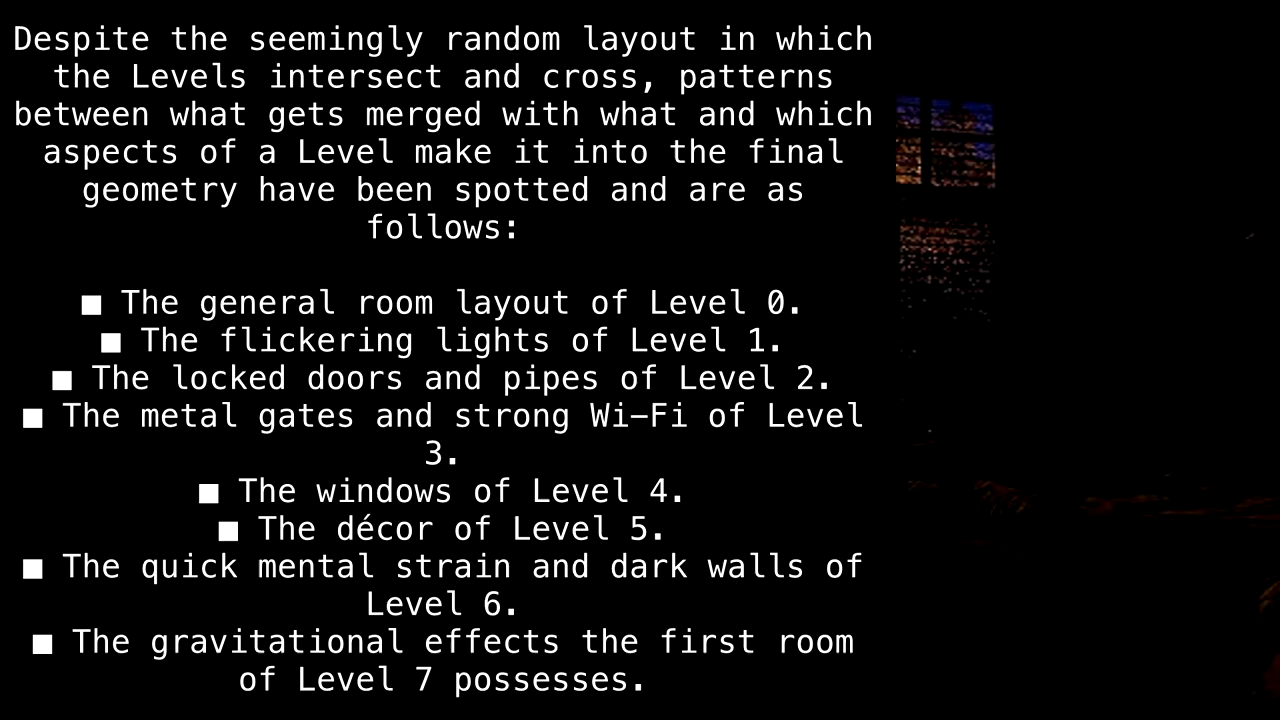 Despite the seemingly random layout in which
the Levels intersect and cross, patterns
between what gets merged with what and which
aspects of a Level make it into the final
geometry have been spotted and are as
follows:
■ The general room layout of Level 0.
■ The flickering lights of Level 1.
■ The locked doors and pipes of Level 2.
■ The metal gates and strong Wi-Fi of Level
3.
■ The windows of Level 4.
■ The décor of Level 5.
■ The quick mental strain and dark walls of
Level 6.
■ The gravitational effects the first room
of Level 7 possesses.